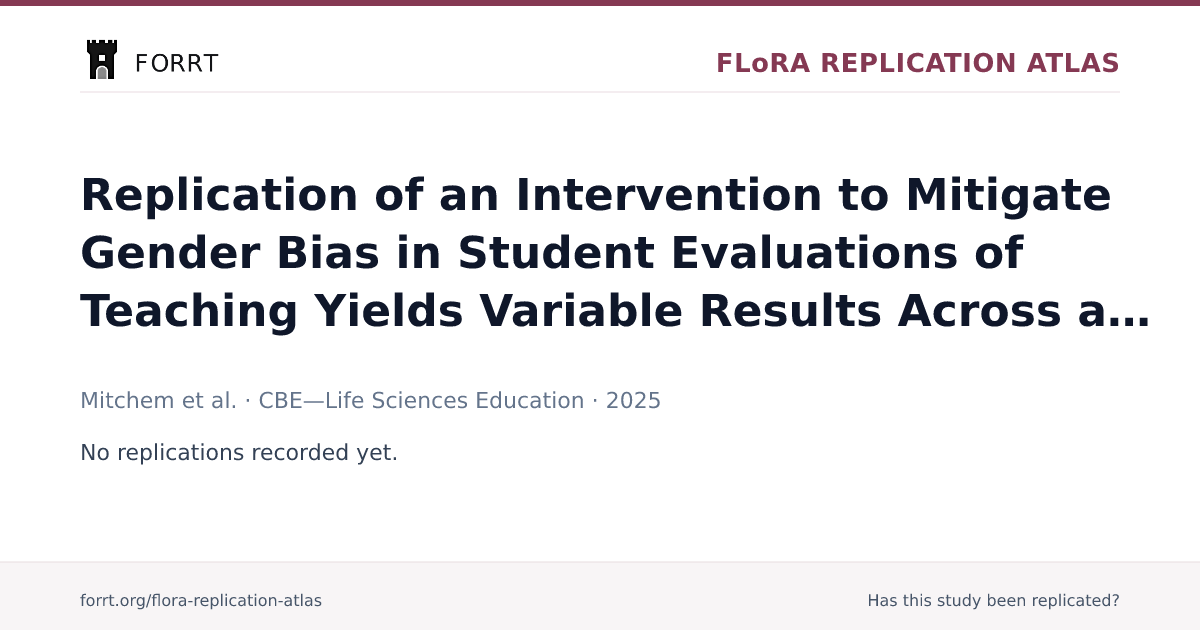 FORRT
FLoRA REPLICATION ATLAS
Replication of an Intervention to Mitigate
Gender Bias in Student Evaluations of
Teaching Yields Variable Results Across a…
Mitchem et al. · CBE—Life Sciences Education · 2025
No replications recorded yet.
forrt.org/flora-replication-atlas
Has this study been replicated?